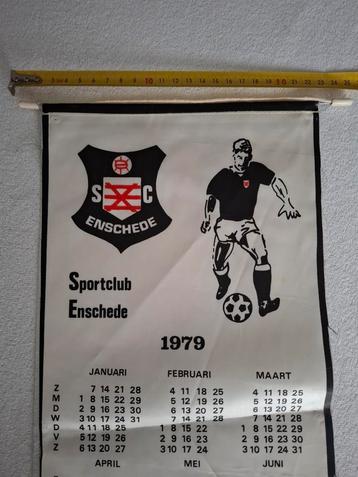 S C
ENSCHEDE
Sportclub
Enschede
1979
JANUARI FEBRUARI MAART
Z 7 14 21 28 4 11 18 25 4 11 18 25
M 1 8 15 22 29 5 12 19 26 5 12 19 26
D 2 9 16 23 30 6 13 20 27 6 13 20 27
W 3 10 17 24 31 7 14 21 28 7 14 21 28
D 4 11 18 25 1 8 15 22 1 8 15 22 29
V 5 12 19 26 2 9 16 23 2 9 16 23 30
Z 6 13 20 27 3 10 17 24 3 10 17 24 31
APRIL MEI JUNI